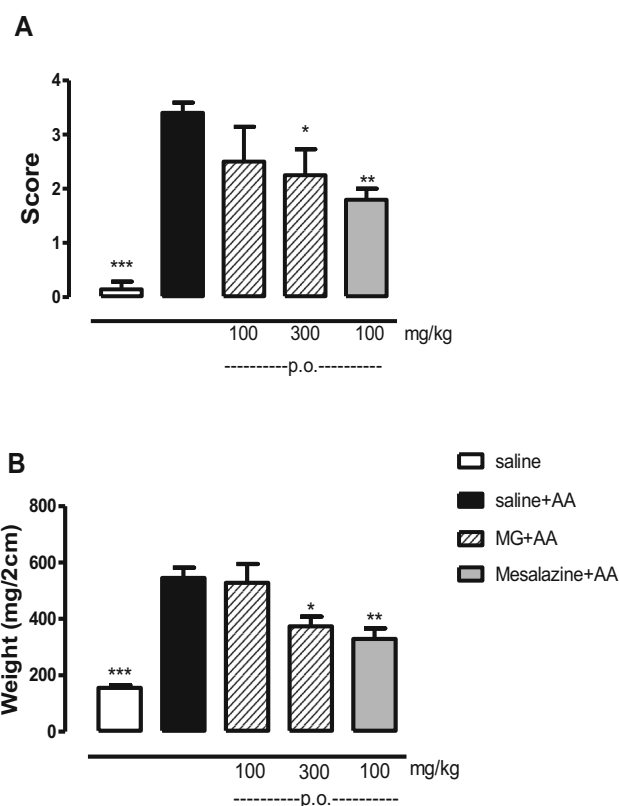 A
Score
4
3
2
1
0
***
*
**
100 300 100 mg/kg
----------p.o.----------
B
Weight (mg/2cm)
800
600
400
200
0
***
*
**
100 300 100 mg/kg
----------p.o.----------
saline
saline+AA
MG+AA
Mesalazine+AA